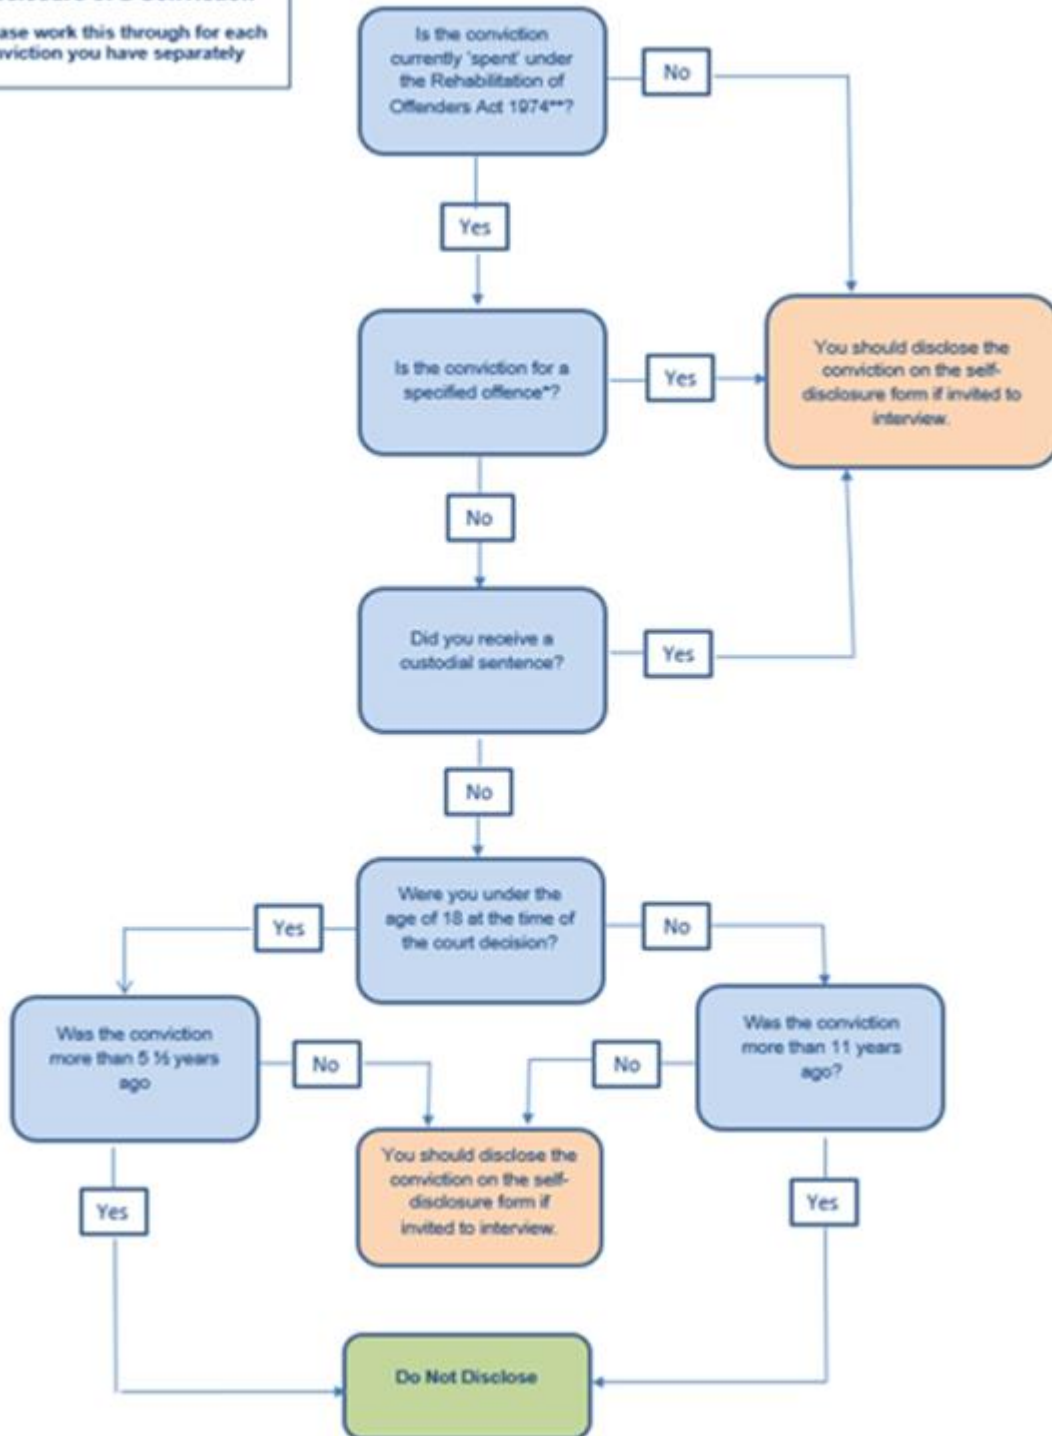 ase work this through for each
viction you have separately
Is the conviction
currently 'spent' under
the Rehabilitation of
Offenders Act 1974**?
No
Yes
Is the conviction for a
specified offence*?
Yes
You should disclose the
conviction on the self-
disclosure form if invited to
interview.
No
Did you receive a
custodial sentence?
Yes
No
Were you under the
age of 18 at the time of
the court decision?
Yes
No
Was the conviction
more than 5 ½ years
ago
No
Was the conviction
more than 11 years
ago?
No
You should disclose the
conviction on the self-
disclosure form if
invited to interview.
Yes
Yes
Do Not Disclose